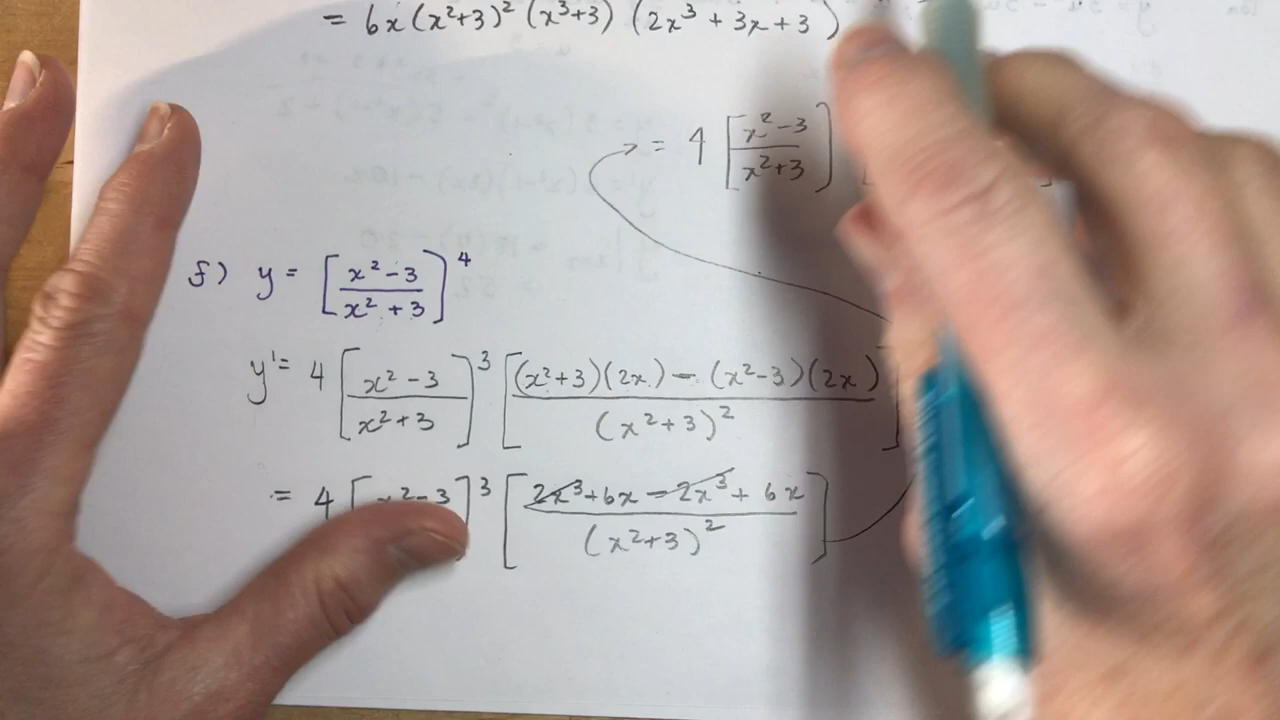 = 6x(x²+3)² (x³+3) (2x³ + 3x + 3)
= 4 [x²-3 / x²+3]
f) y = [x²-3 / x²+3]⁴
y' = 4 [x²-3 / x²+3]³ [(x²+3)(2x) - (x²-3)(2x) / (x²+3)²]
= 4 [x²-3]³ [2x³+6x-2x³+6x / (x²+3)²]